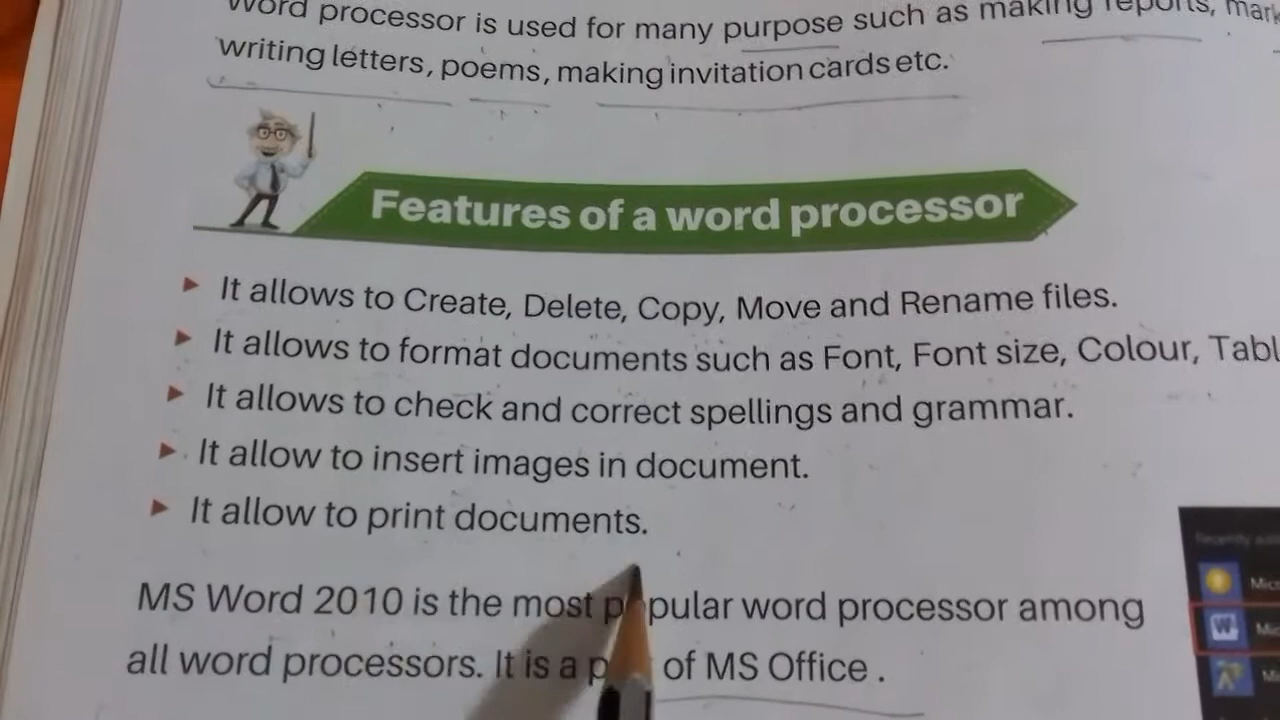 Word processor is used for many purpose such as making reports,
writing letters, poems, making invitation cards etc.
Features of a word processor
It allows to Create, Delete, Copy, Move and Rename files.
It allows to format documents such as Font, Font size, Colour,
It allows to check and correct spellings and grammar.
It allow to insert images in document.
It allow to print documents.
MS Word 2010 is the most popular word processor among
all word processors. It is a of MS Office .
Recently
W